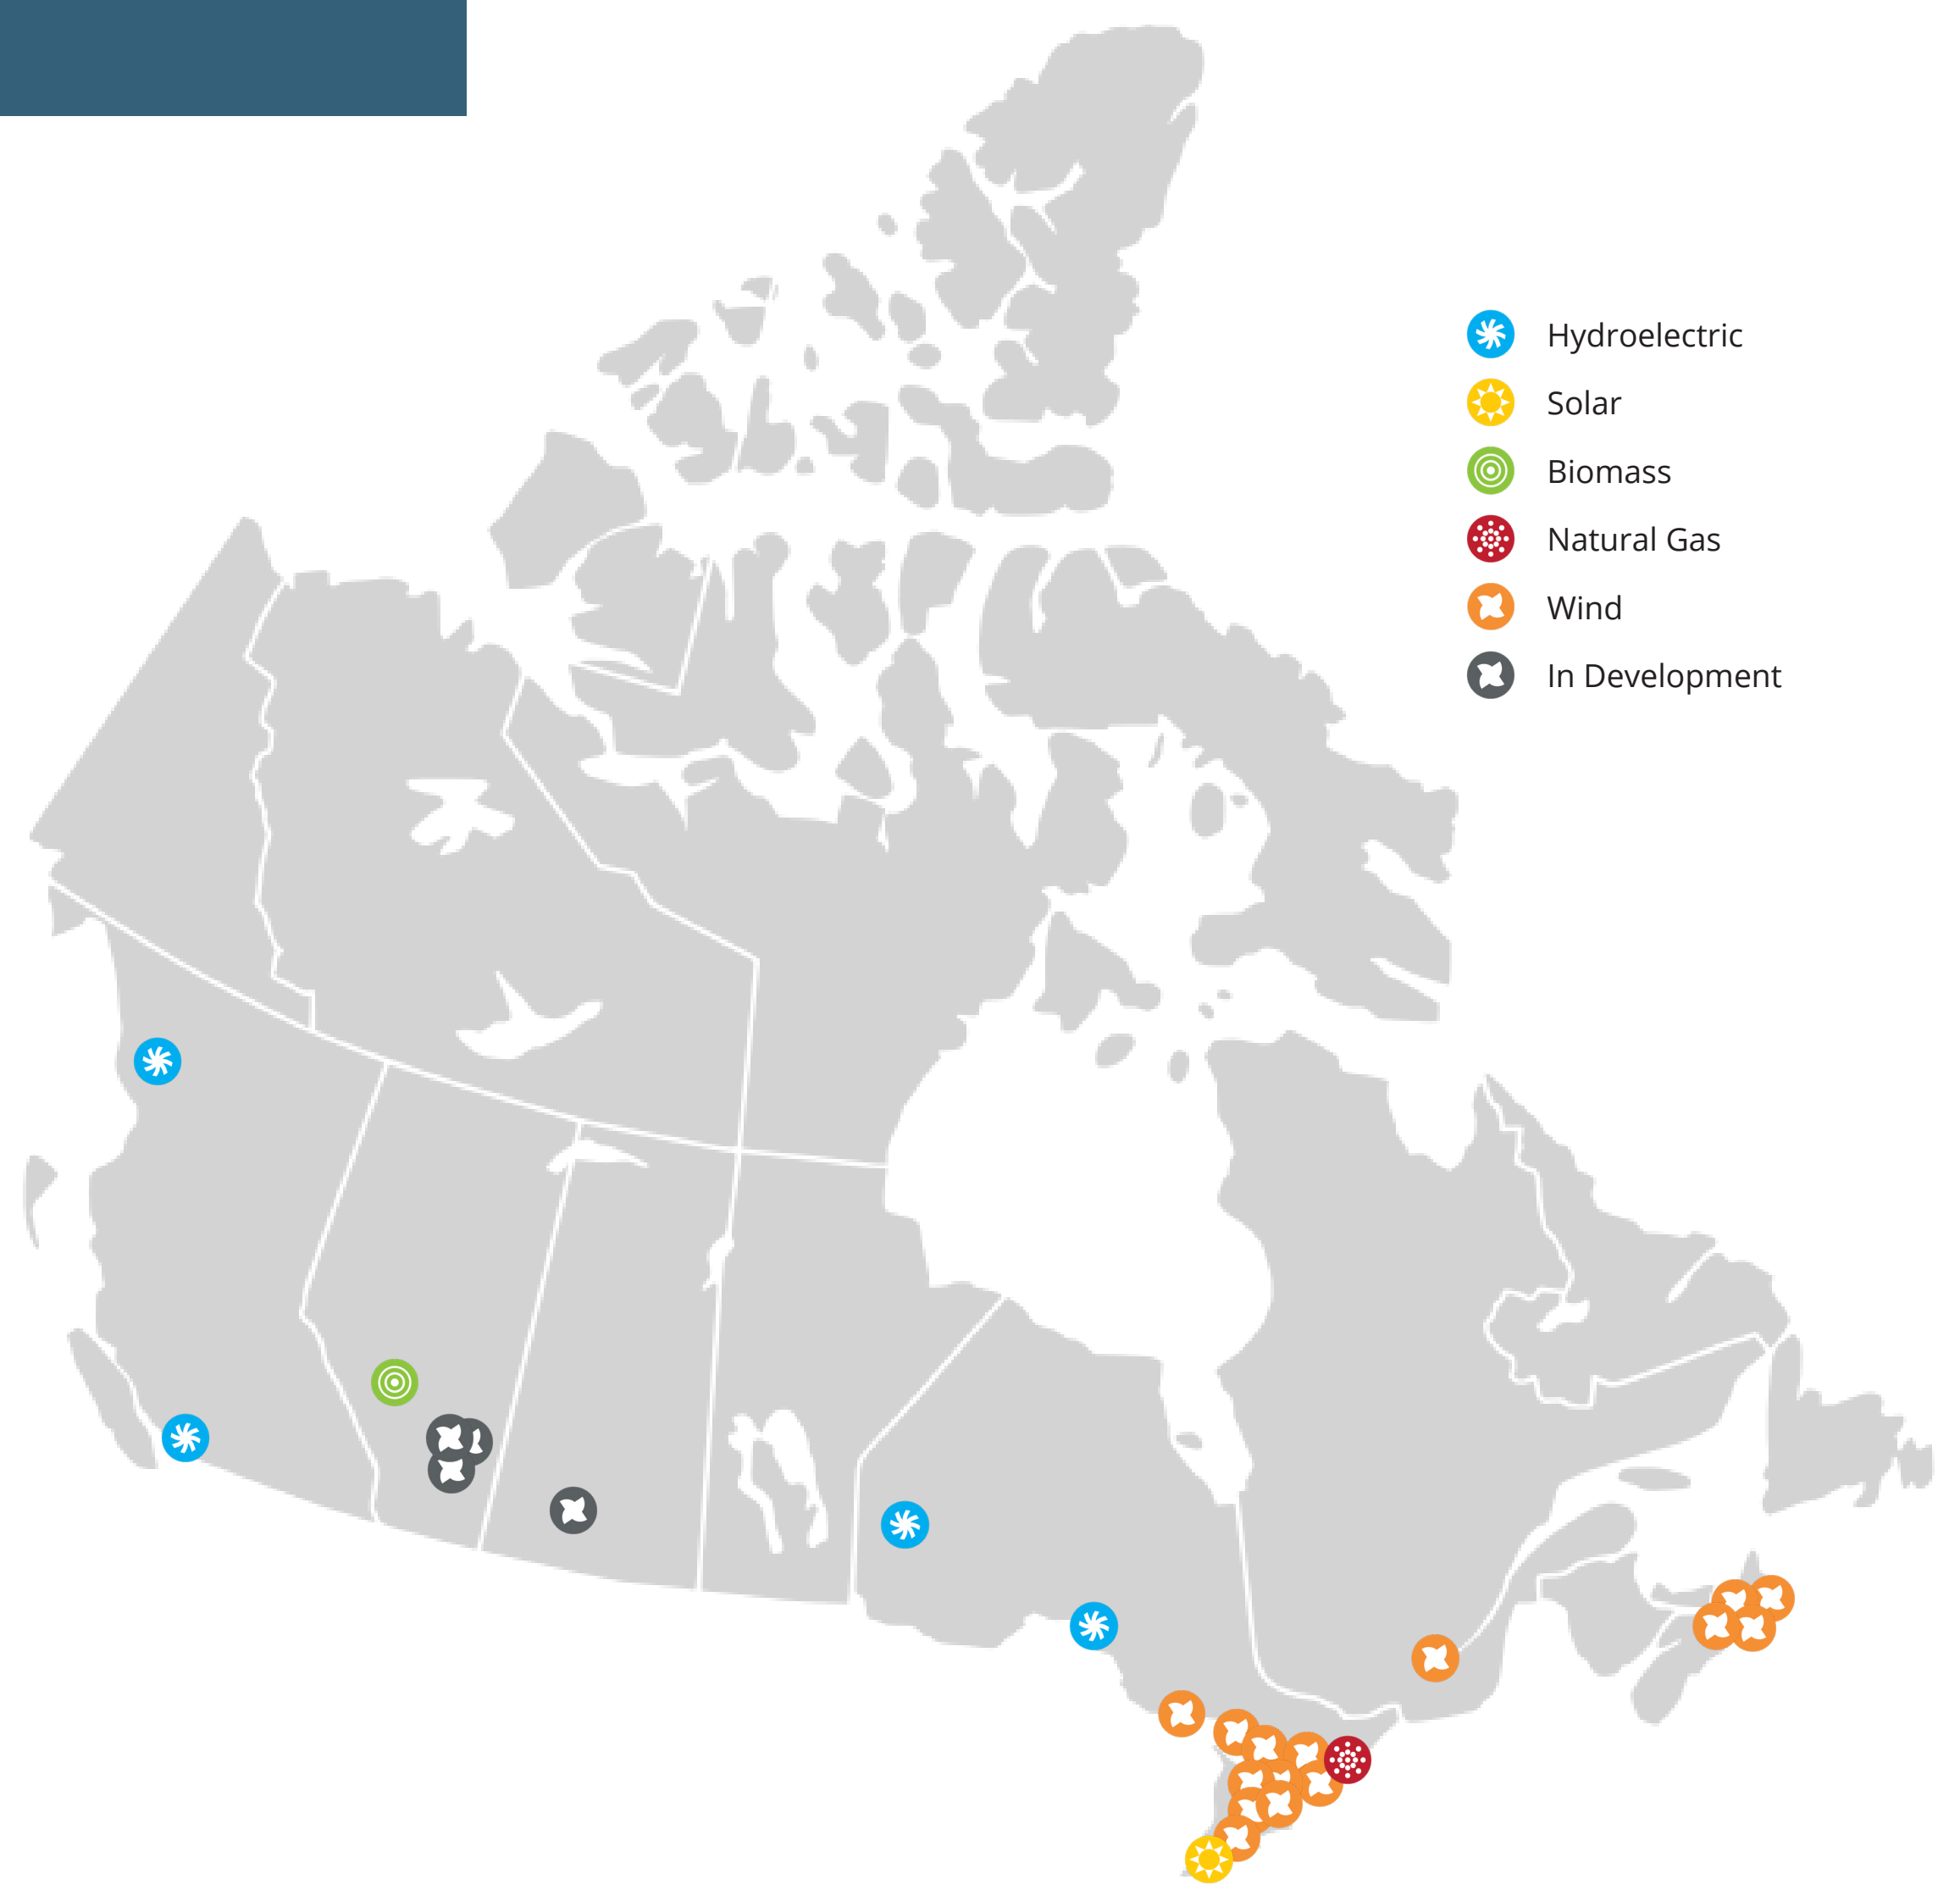 Hydroelectric
Solar
Biomass
Natural Gas
Wind
In Development